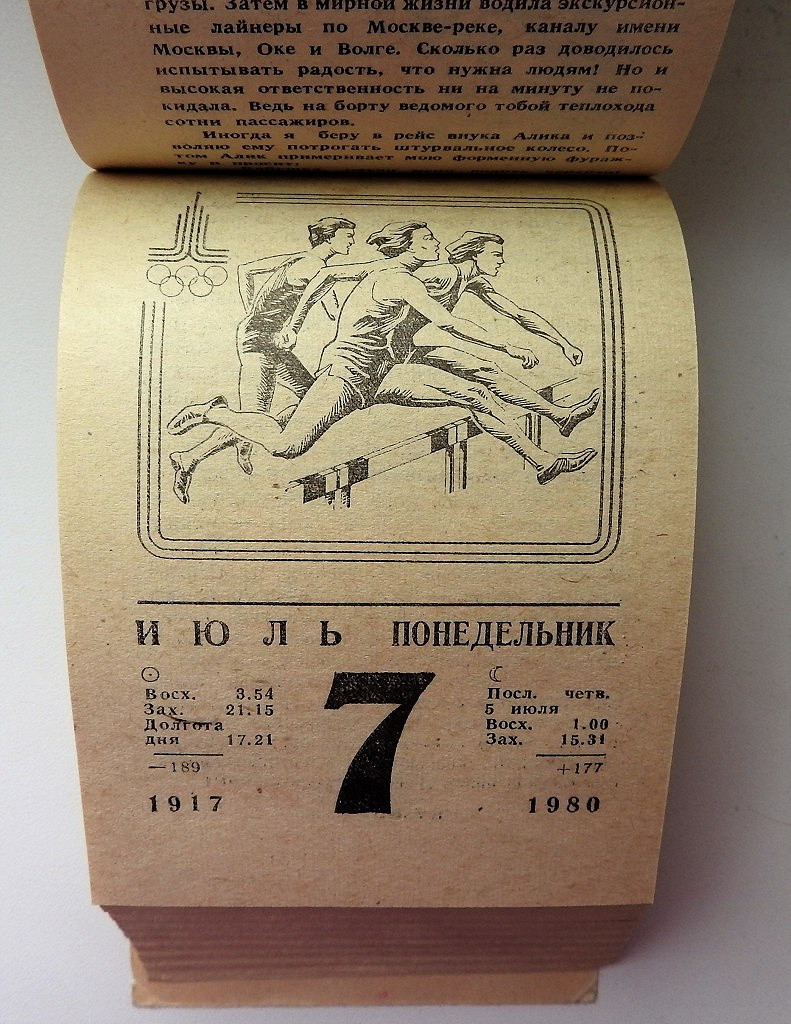 грузы. Затем в мирной жизни водила экскурсион-
ные лайнеры по Москве-реке, каналу имени
Москвы, Оке и Волге. Сколько раз доводилось
испытывать радость, что нужна людям! Но и
высокая ответственность ни на минуту не по-
кидала. Ведь на борту ведомого тобой теплохода
сотни пассажиров.
Иногда я беру в рейс внука Алика и поз-
воляю ему потрогать штурвальное колесо. По-
том Алик примеривает мою форменную фураж-
ку и просит:
ИЮЛЬ ПОНЕДЕЛЬНИК
Восх. 3.54
Зах. 21.15
Долгота
дня 17.21
—189
1917
7
Посл. четв.
5 июля
Восх. 1.00
Зах. 15.31
+177
1980